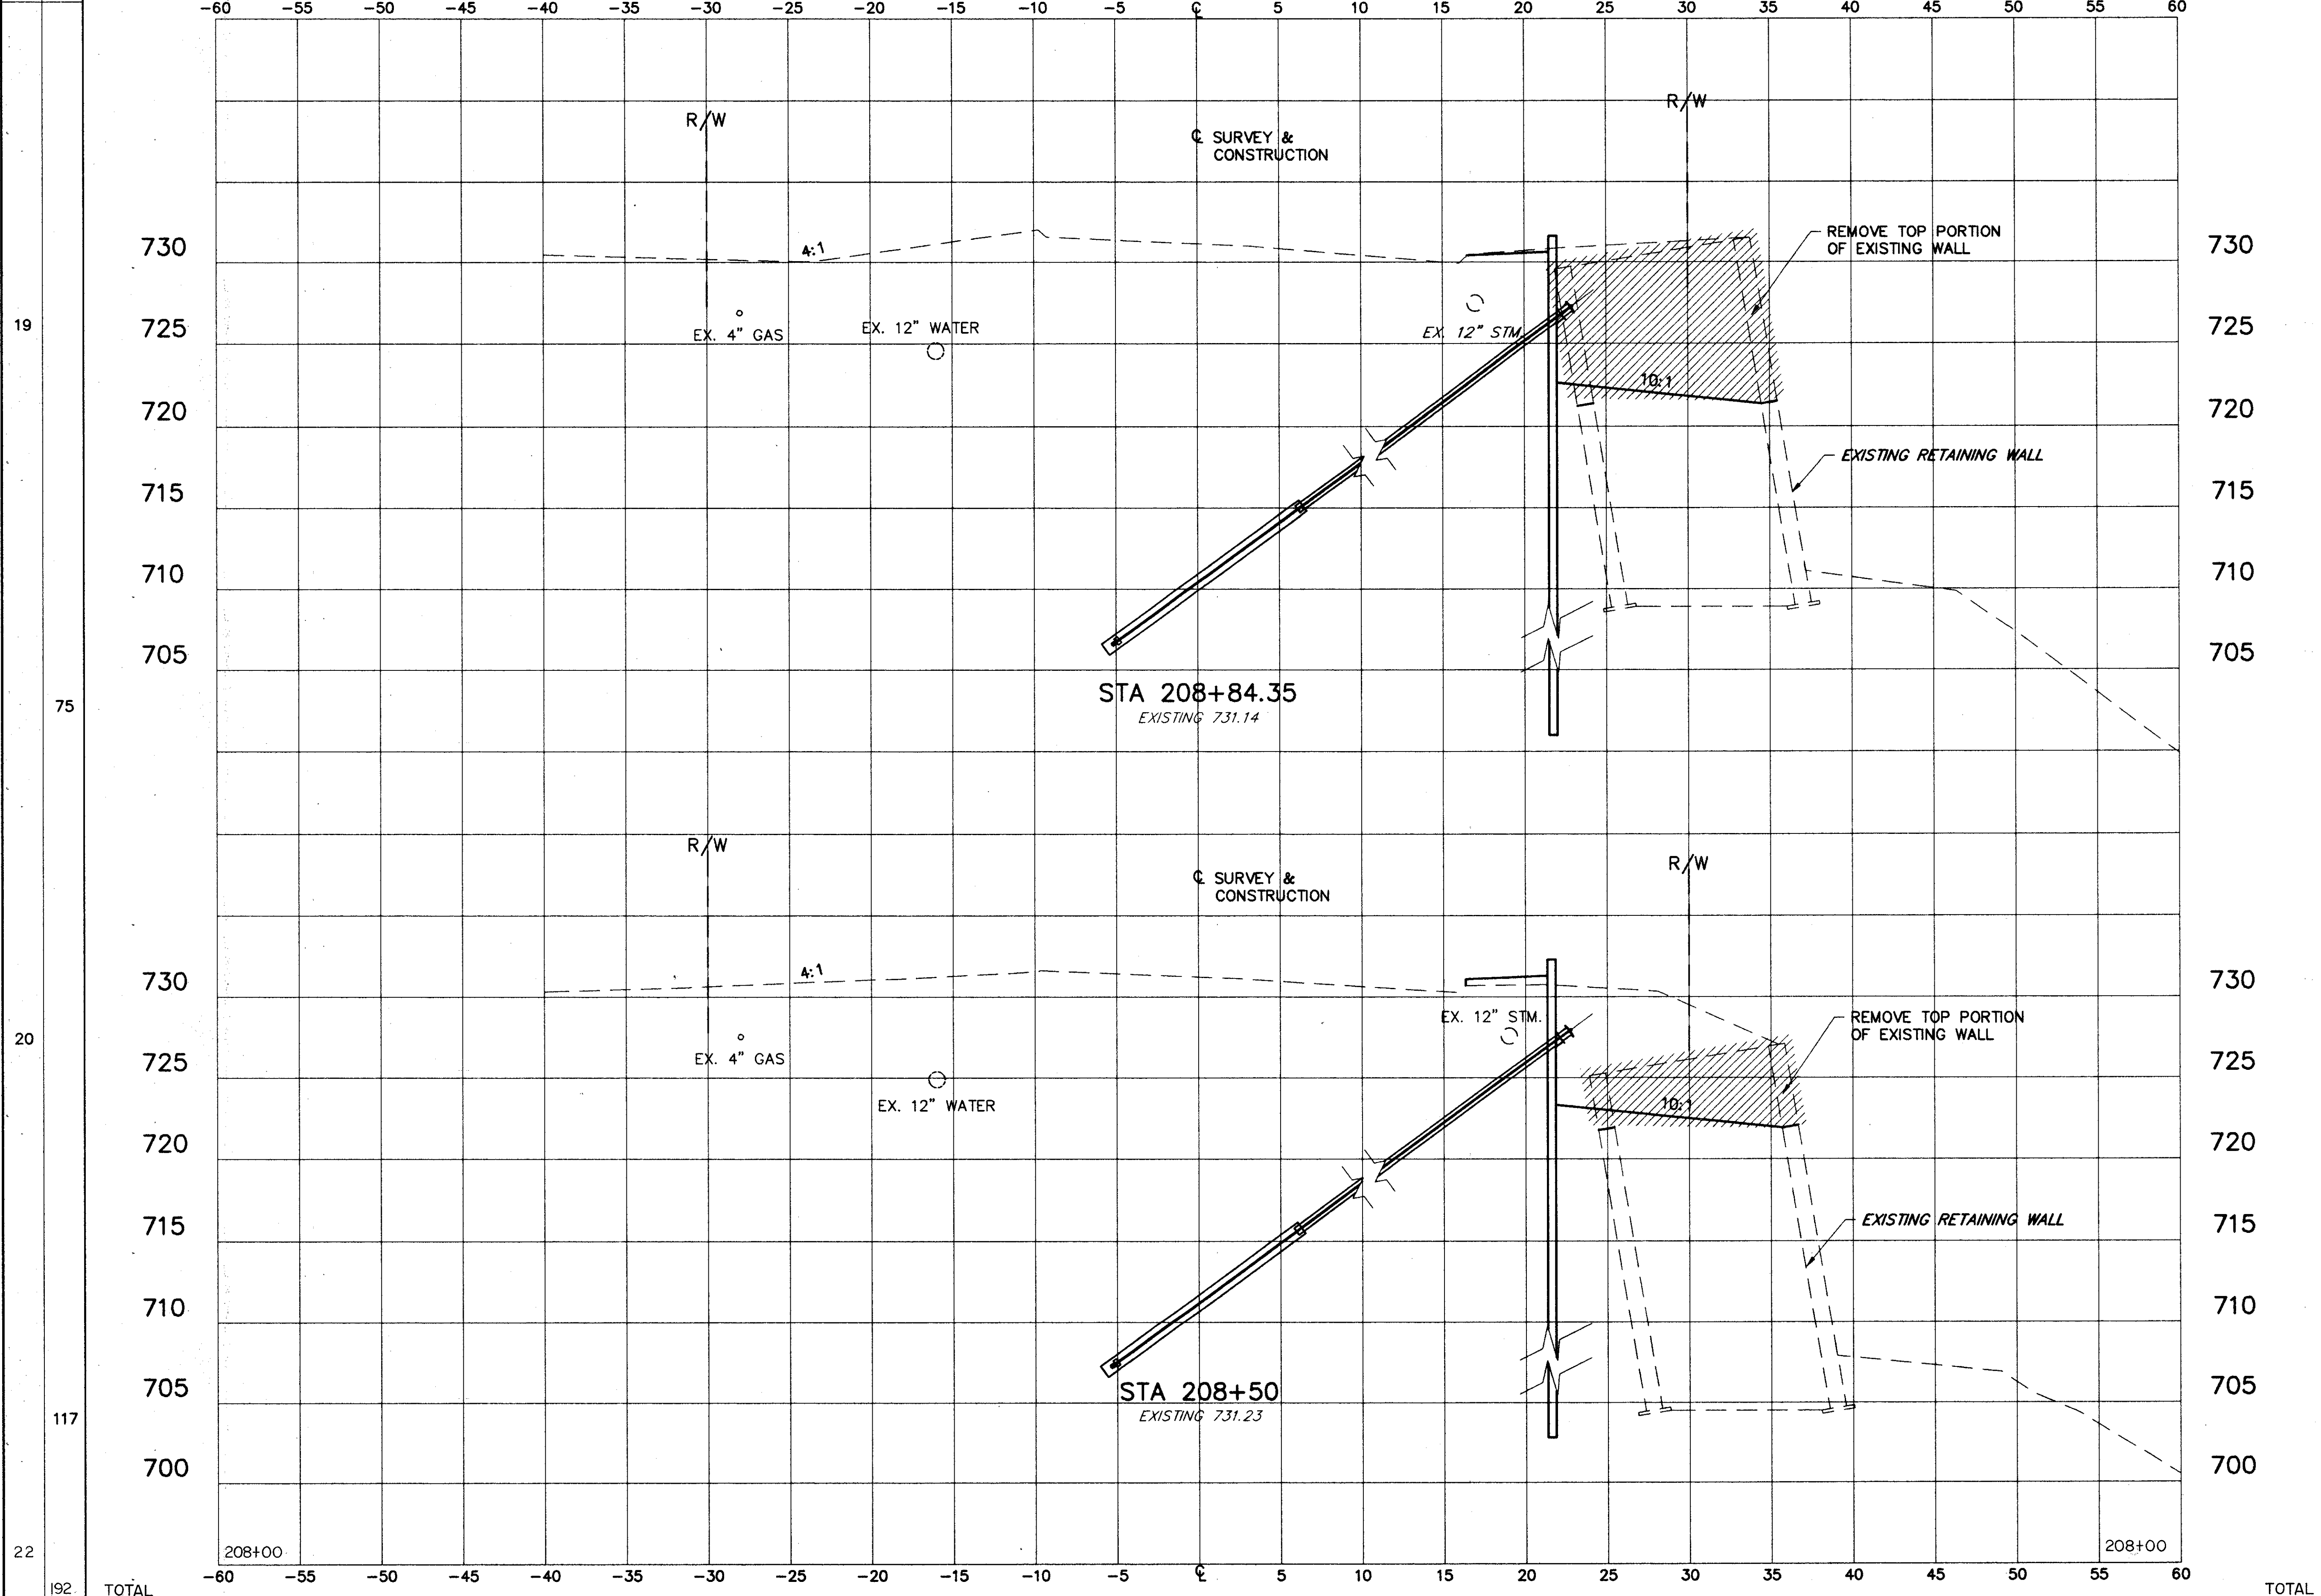 -60 -55 -50 -45 -40 -35 -30 -25 -20 -15 -10 -5 ℄ 5 10 15 20 25 30 35 40 45 50 55 60
R/W
R/W
℄ SURVEY &
CONSTRUCTION
REMOVE TOP PORTION
OF EXISTING WALL
730
4:1
730
19
725
EX. 4" GAS
EX. 12" WATER
EX. 12" STM.
725
10:1
720
720
EXISTING RETAINING WALL
715
715
710
710
705
705
STA 208+84.35
EXISTING 731.14
75
R/W
R/W
℄ SURVEY &
CONSTRUCTION
730
4:1
730
EX. 12" STM.
REMOVE TOP PORTION
OF EXISTING WALL
20
725
EX. 4" GAS
725
EX. 12" WATER
10:1
720
720
715
EXISTING RETAINING WALL
715
710
710
705
705
STA 208+50
EXISTING 731.23
117
700
700
22
208+00
208+00
-60 -55 -50 -45 -40 -35 -30 -25 -20 -15 -10 -5 ℄ 5 10 15 20 25 30 35 40 45 50 55 60
192
TOTAL
TOTAL